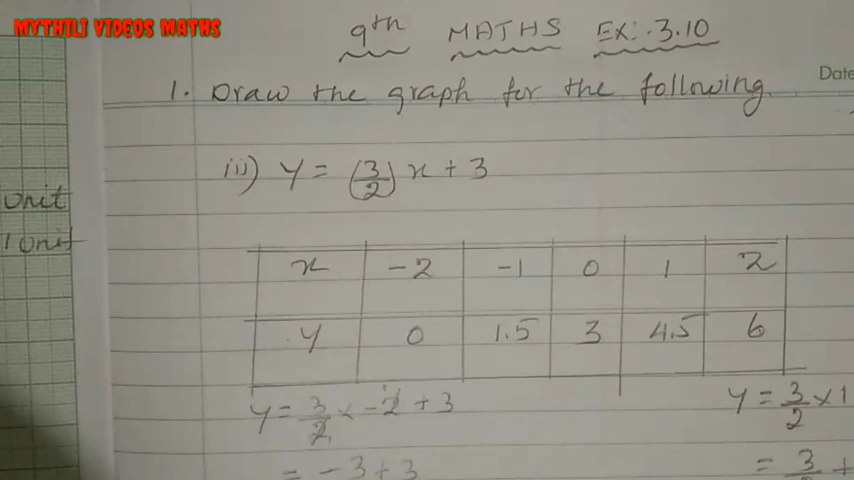 MYTHILI VIDEOS MATHS
9th MATHS EX:-3.10
Date
1. Draw the graph for the following.
iii) y = (3/2) x + 3
unit
1 unit
x -2 -1 0 1 2
y 0 1.5 3 4.5 6
y = 3/2 x -2 + 3
y = 3/2 x 1
= -3 + 3
= 3 +